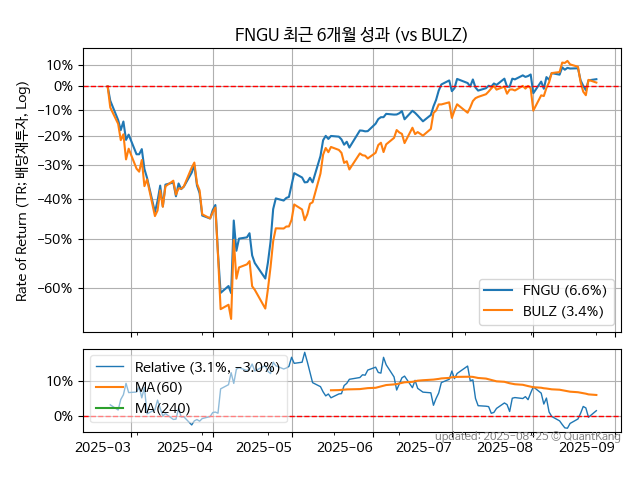 FNGU 최근 6개월 성과 (vs BULZ)
Rate of Return (TR; 배당재투자, Log)
10%
0%
−10%
−20%
−30%
−40%
−50%
−60%
FNGU (6.6%)
BULZ (3.4%)
10%
0%
Relative (3.1%, −3.0%)
MA(60)
MA(240)
2025-03
2025-04
2025-05
2025-06
2025-07
2025-08
2025-09
updated: 2025-08-25 © QuantKang